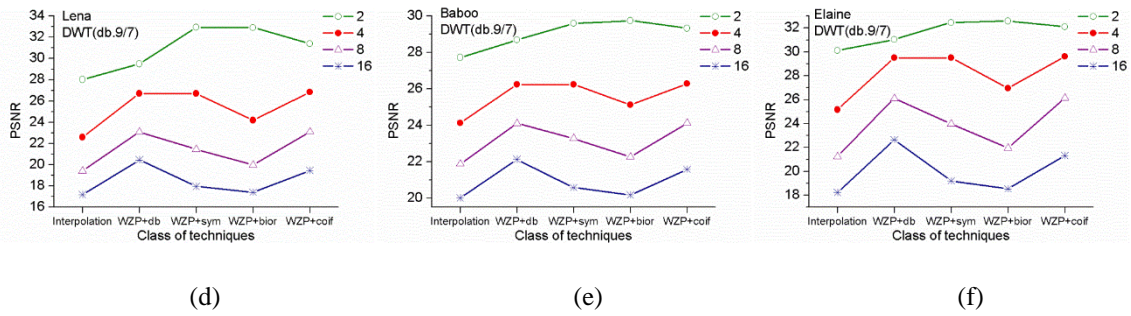 Lena
DWT(db.9/7)
2
4
8
16
34
32
30
28
26
24
22
20
18
16
PSNR
Interpolation WZP+db WZP+sym WZP+bior WZP+coif
Class of techniques
(d)
Baboo
DWT(db.9/7)
2
4
8
16
30
28
26
24
22
20
PSNR
Interpolation WZP+db WZP+sym WZP+bior WZP+coif
Class of techniques
(e)
Elaine
DWT(db.9/7)
2
4
8
16
32
30
28
26
24
22
20
18
PSNR
Interpolation WZP+db WZP+sym WZP+bior WZP+coif
Class of techniques
(f)